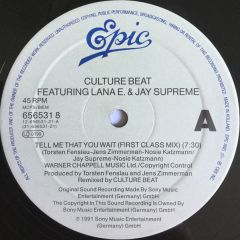 Epic
CULTURE BEAT
FEATURING LANA E. & JAY SUPREME
45 RPM
656531 8
A
TELL ME THAT YOU WAIT (FIRST CLASS MIX) (7:30)
(Torsten Fenslau-Jens Zimmerman-Nosie Katzmann
Jay Supreme-Nosie Katzmann)
WARNER CHAPPELL MUSIC Ltd./Copyright Control
Produced by Torsten Fenslau and Jens Zimmerman
Remixed by CULTURE BEAT
Original Sound Recording Made by Sony Music
Entertainment (Germany) GmbH
The Copyright In This Sound Recording Is Owned By
Sony Music Entertainment (Germany) GmbH
℗ 1991 Sony Music Entertainment (Germany) GmbH